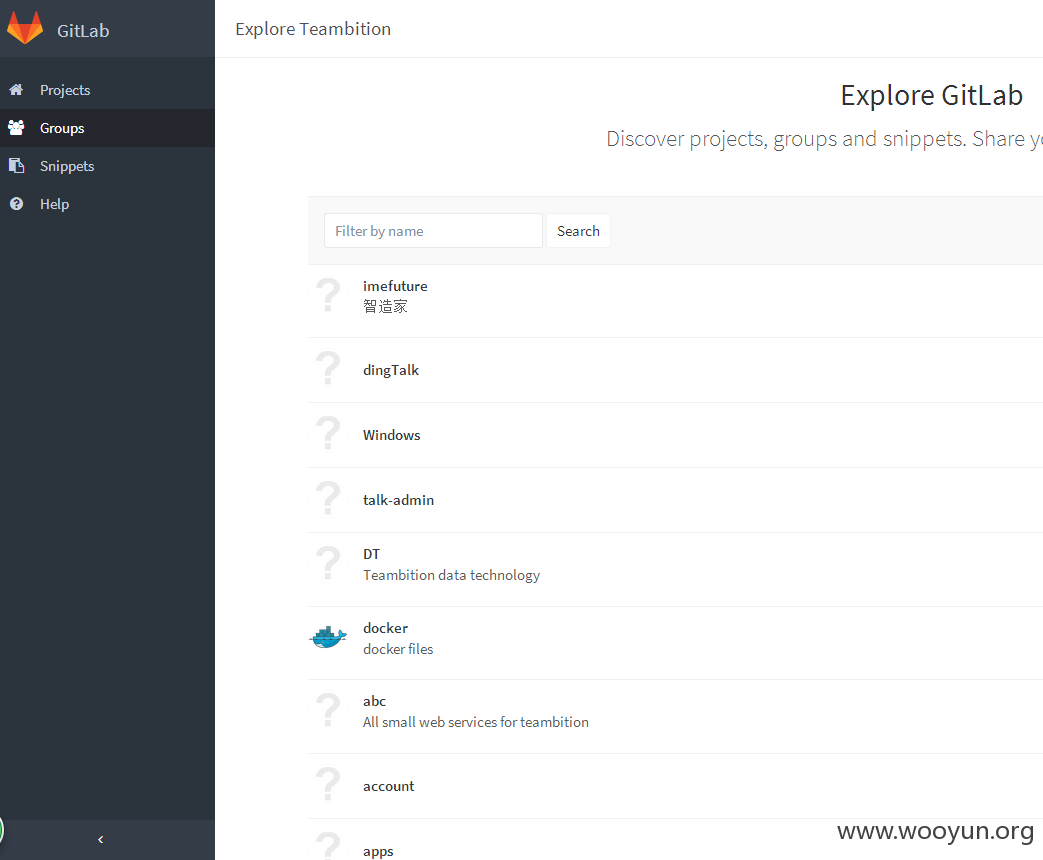 GitLab
Explore Teambition
Projects
Groups
Snippets
Help
Explore GitLab
Discover projects, groups and snippets. Share
Filter by name
Search
imefuture
智造家
dingTalk
Windows
talk-admin
DT
Teambition data technology
docker
docker files
abc
All small web services for teambition
account
apps
www.wooyun.org